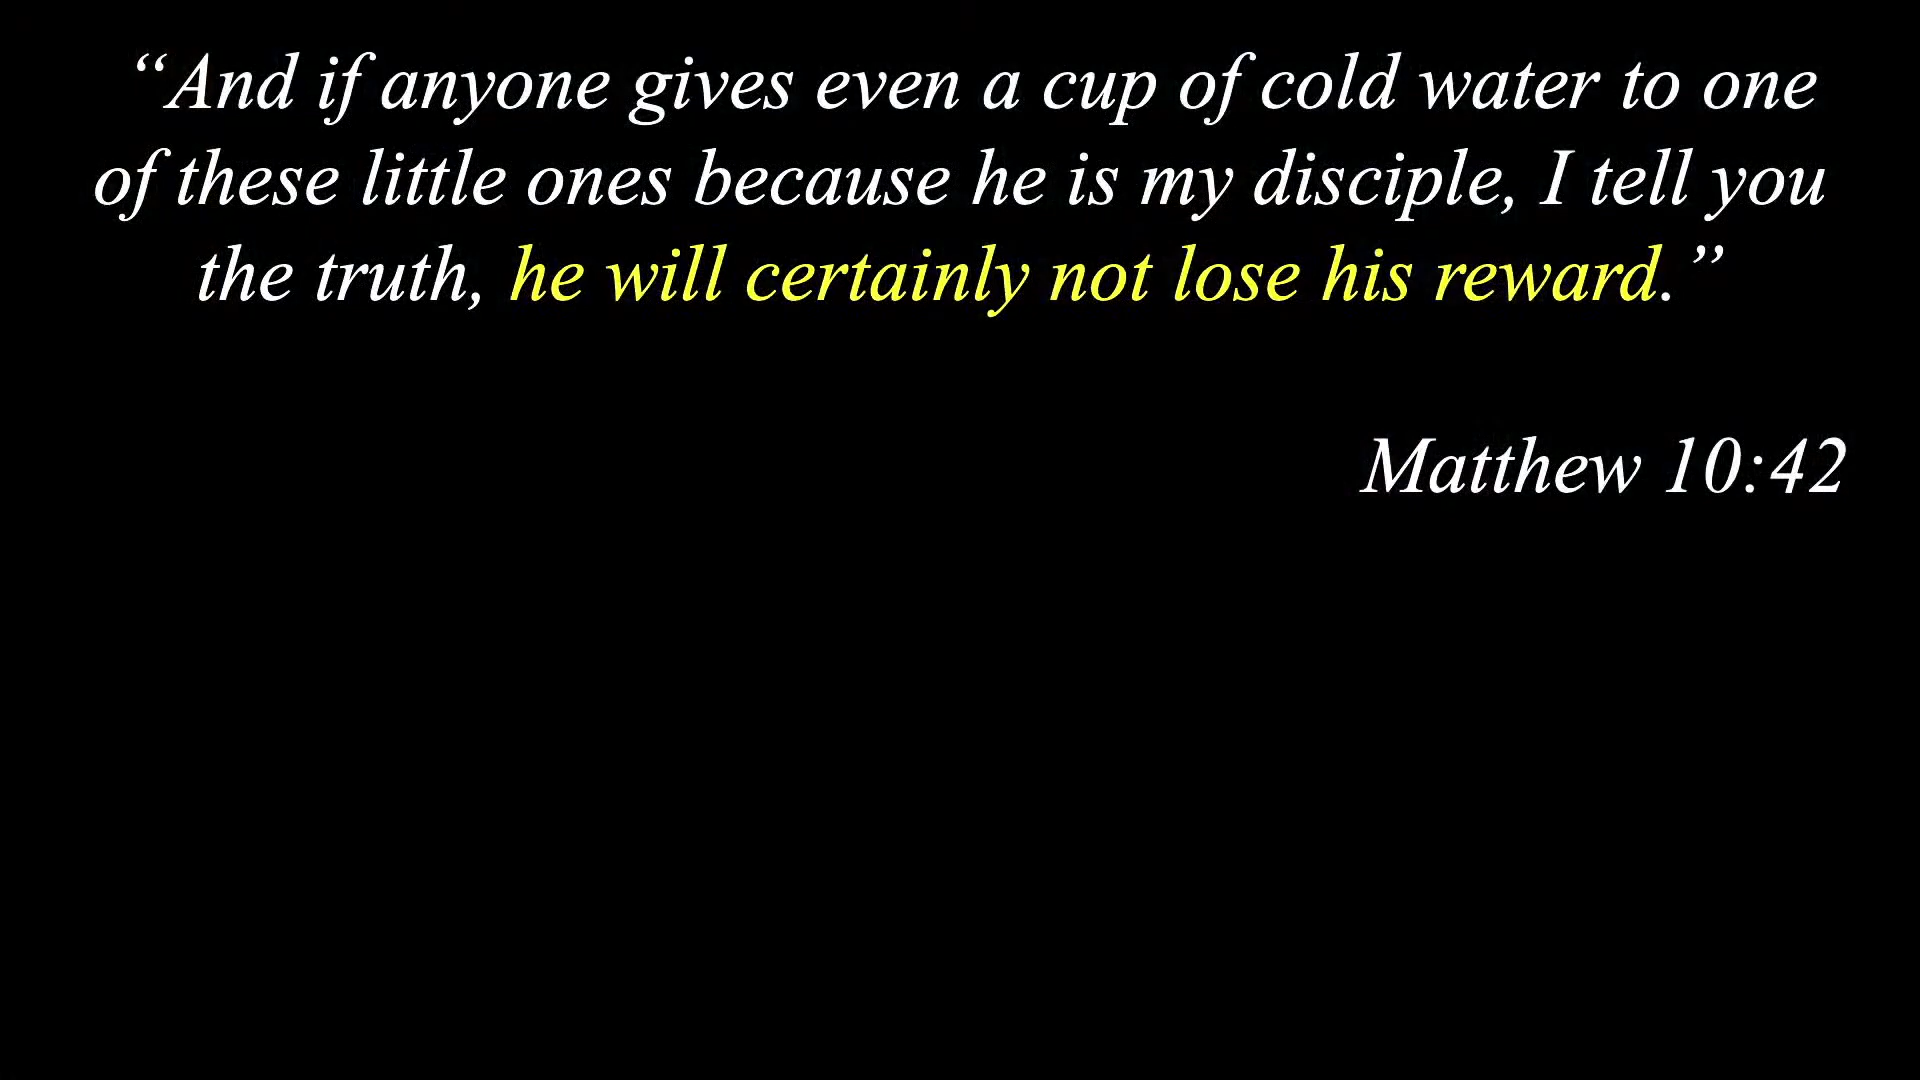 “And if anyone gives even a cup of cold water to one
of these little ones because he is my disciple, I tell you
the truth, he will certainly not lose his reward.”
Matthew 10:42